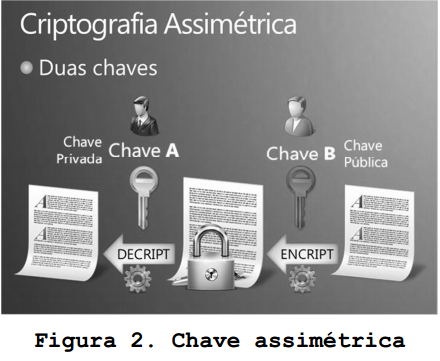 Criptografia Assimétrica
Duas chaves
Chave Privada
Chave A
Chave B
Chave Pública
DECRIPT
ENCRIPT
Figura 2. Chave assimétrica